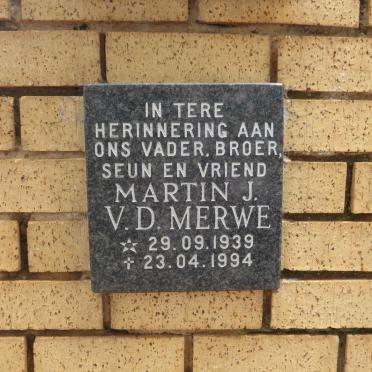 IN TERE
HERINNERING AAN
ONS VADER, BROER,
SEUN EN VRIEND
MARTIN J.
V.D. MERWE
☆ 29.09.1939
✝ 23.04.1994